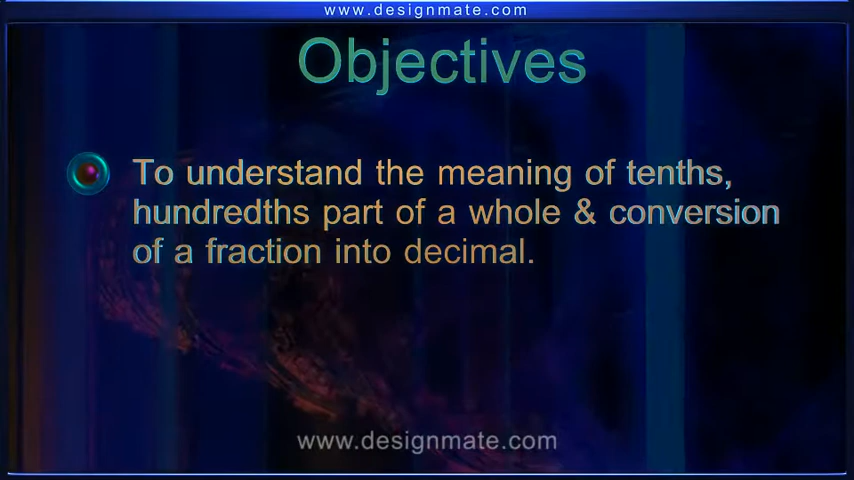 www.designmate.com
Objectives
To understand the meaning of tenths,
hundredths part of a whole & conversion
of a fraction into decimal.
www.designmate.com